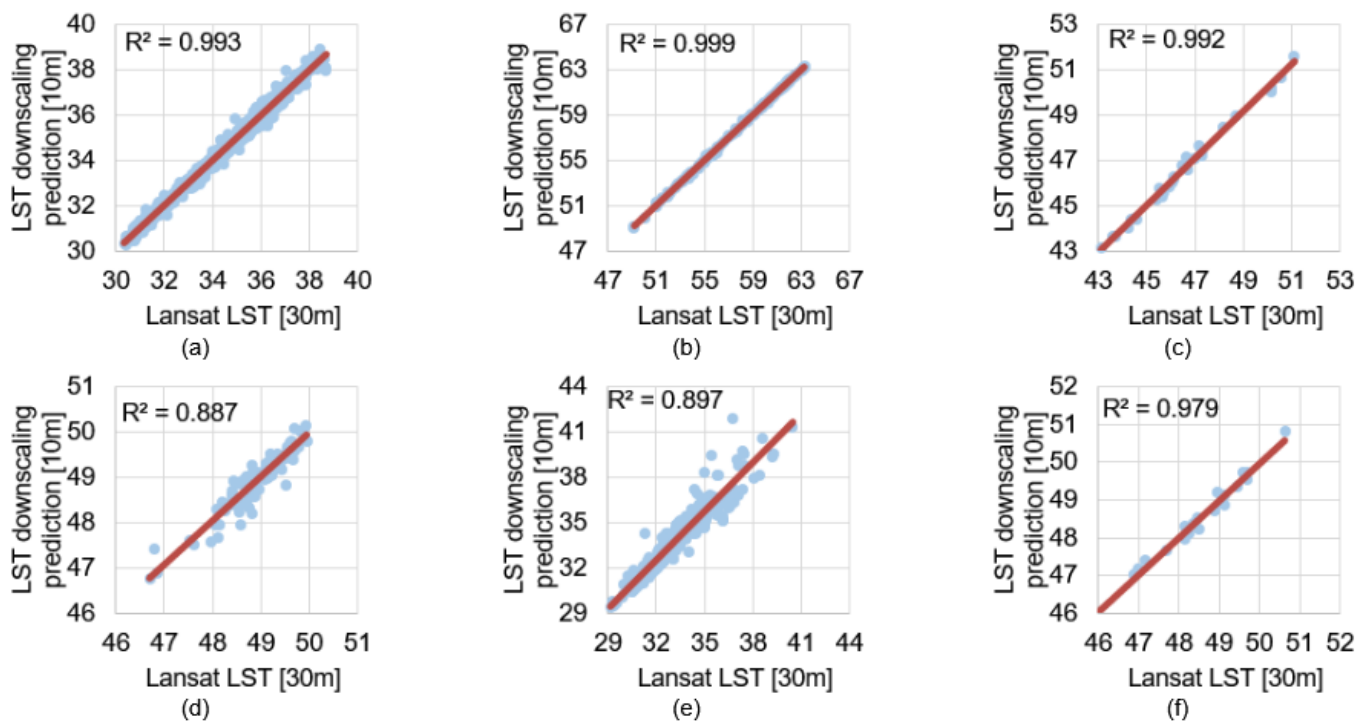 40
38
36
34
32
30
LST downscaling
prediction [10m]
R² = 0.993
30 32 34 36 38 40
Lansat LST [30m]
(a)
67
63
59
55
51
47
LST downscaling
prediction [10m]
R² = 0.999
47 51 55 59 63 67
Lansat LST [30m]
(b)
53
51
49
47
45
43
LST downscaling
prediction [10m]
R² = 0.992
43 45 47 49 51 53
Lansat LST [30m]
(c)
51
50
49
48
47
46
LST downscaling
prediction [10m]
R² = 0.887
46 47 48 49 50 51
Lansat LST [30m]
(d)
44
41
38
35
32
29
LST downscaling
prediction [10m]
R² = 0.897
29 32 35 38 41 44
Lansat LST [30m]
(e)
52
51
50
49
48
47
46
LST downscaling
prediction [10m]
R² = 0.979
46 47 48 49 50 51 52
Lansat LST [30m]
(f)